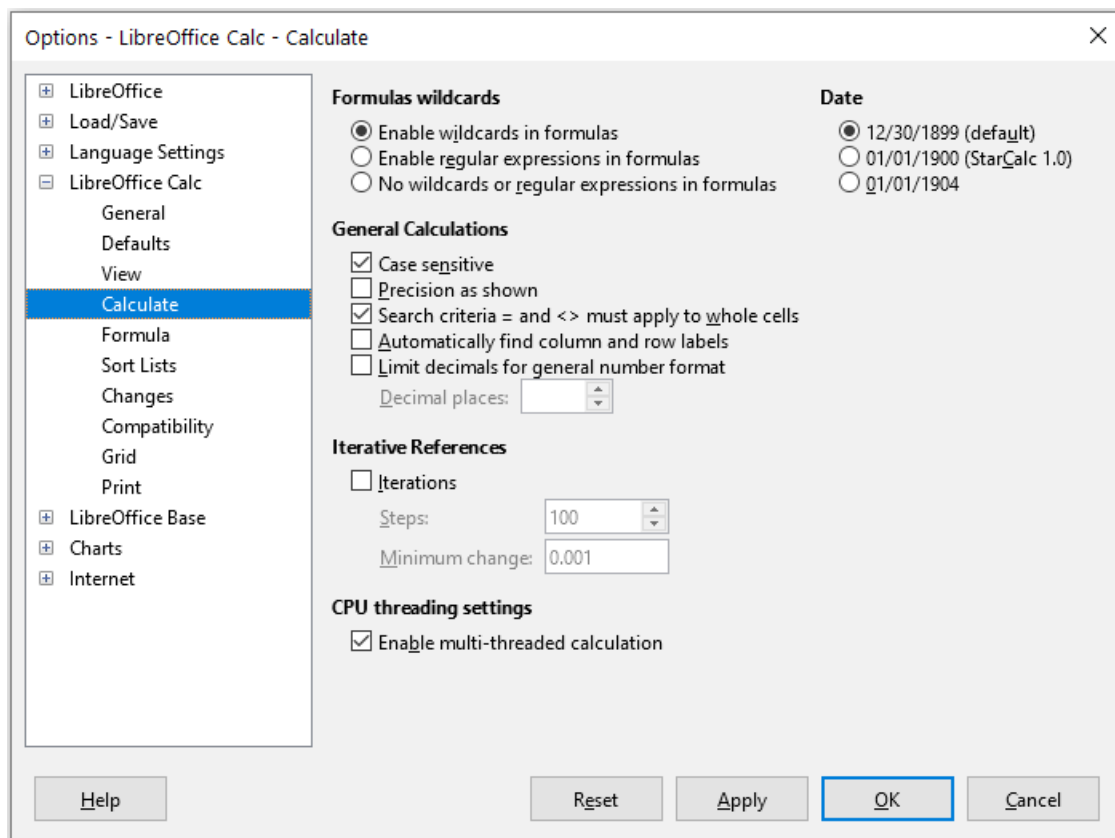 Options - LibreOffice Calc - Calculate
LibreOffice
Load/Save
Language Settings
LibreOffice Calc
General
Defaults
View
Calculate
Formula
Sort Lists
Changes
Compatibility
Grid
Print
LibreOffice Base
Charts
Internet
Formulas wildcards
Enable wildcards in formulas
Enable regular expressions in formulas
No wildcards or regular expressions in formulas
Date
12/30/1899 (default)
01/01/1900 (StarCalc 1.0)
01/01/1904
General Calculations
Case sensitive
Precision as shown
Search criteria = and <> must apply to whole cells
Automatically find column and row labels
Limit decimals for general number format
Decimal places:
Iterative References
Iterations
Steps: 100
Minimum change: 0.001
CPU threading settings
Enable multi-threaded calculation
Help Reset Apply OK Cancel